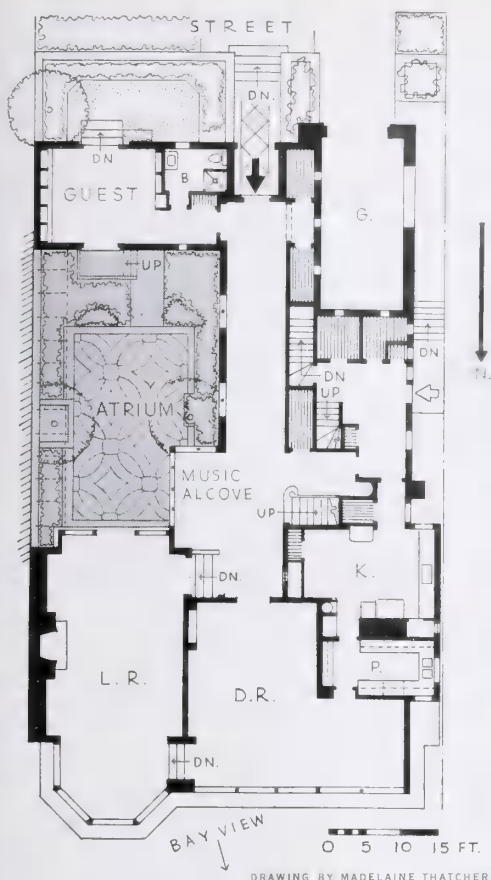 STREET
DN.
DN
GUEST
B
G.
UP
DN
DN
UP
N.
ATRIUM
MUSIC
ALCOVE
UP
K.
DN.
P.
L.R.
D.R.
DN.
BAY VIEW
0 5 10 15 FT.
DRAWING BY MADELAINE THATCHER